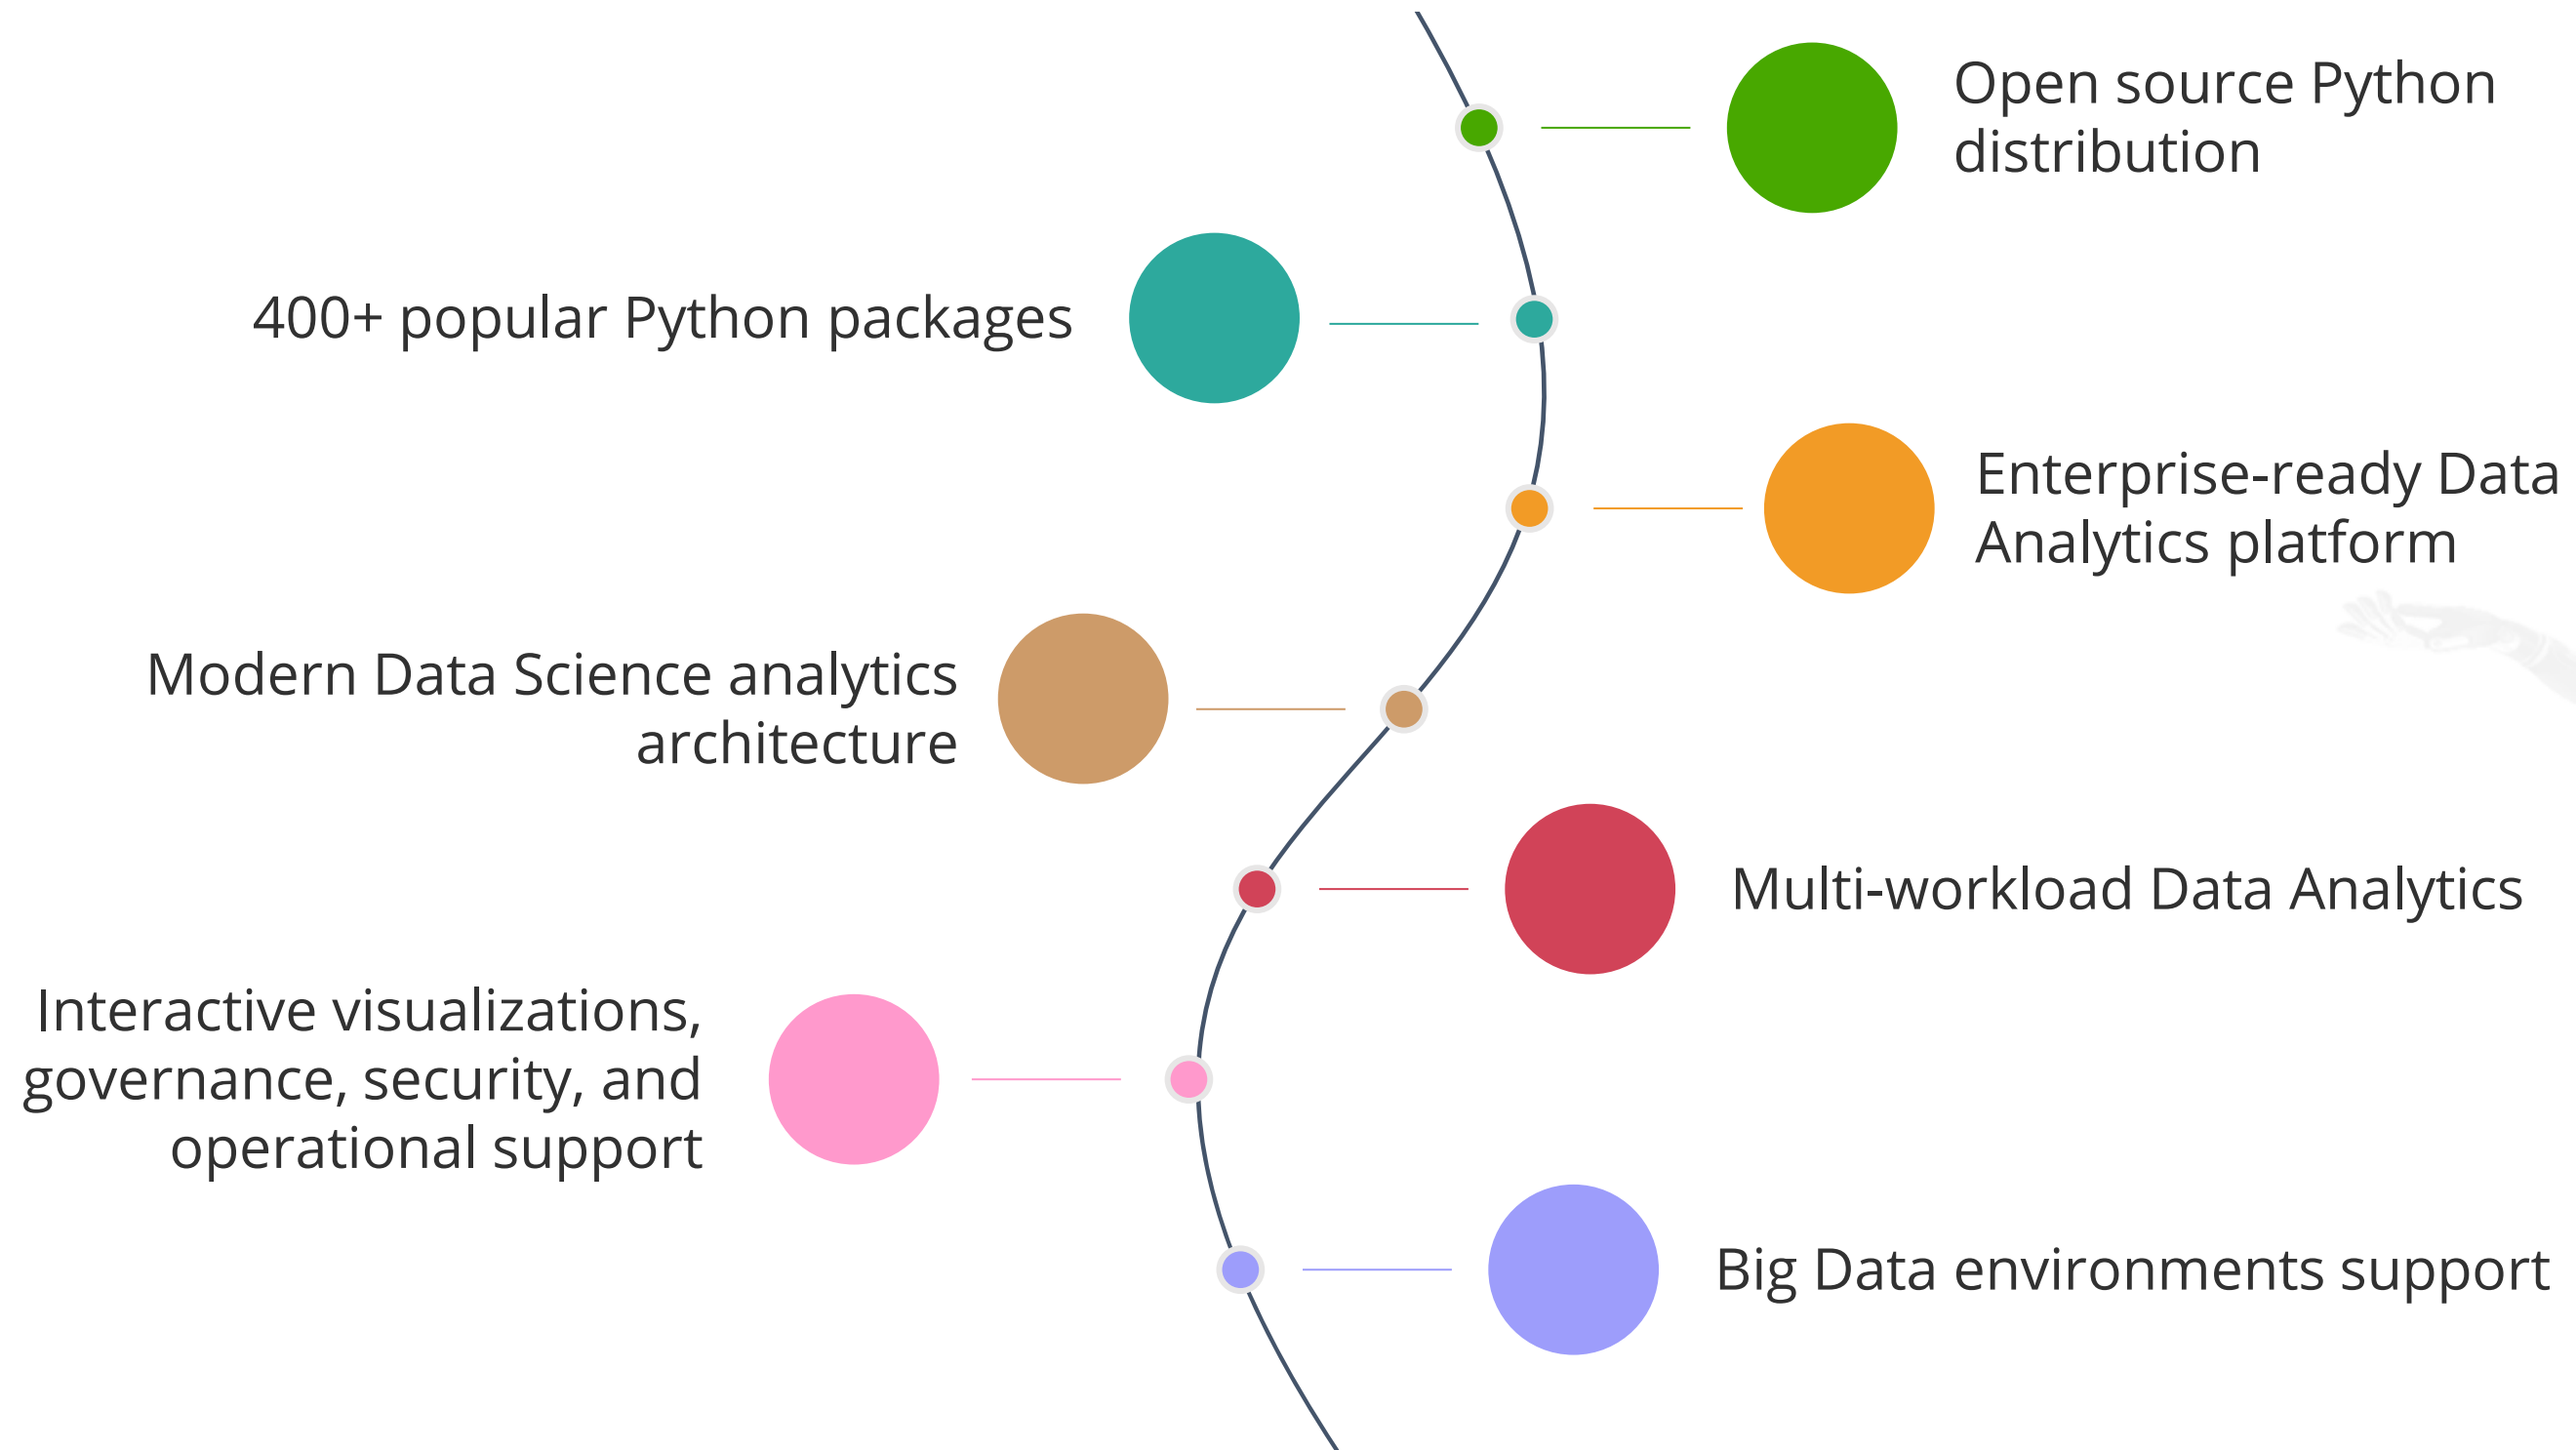 Open source Python
distribution
400+ popular Python packages
Enterprise-ready Data
Analytics platform
Modern Data Science analytics
architecture
Multi-workload Data Analytics
Interactive visualizations,
governance, security, and
operational support
Big Data environments support